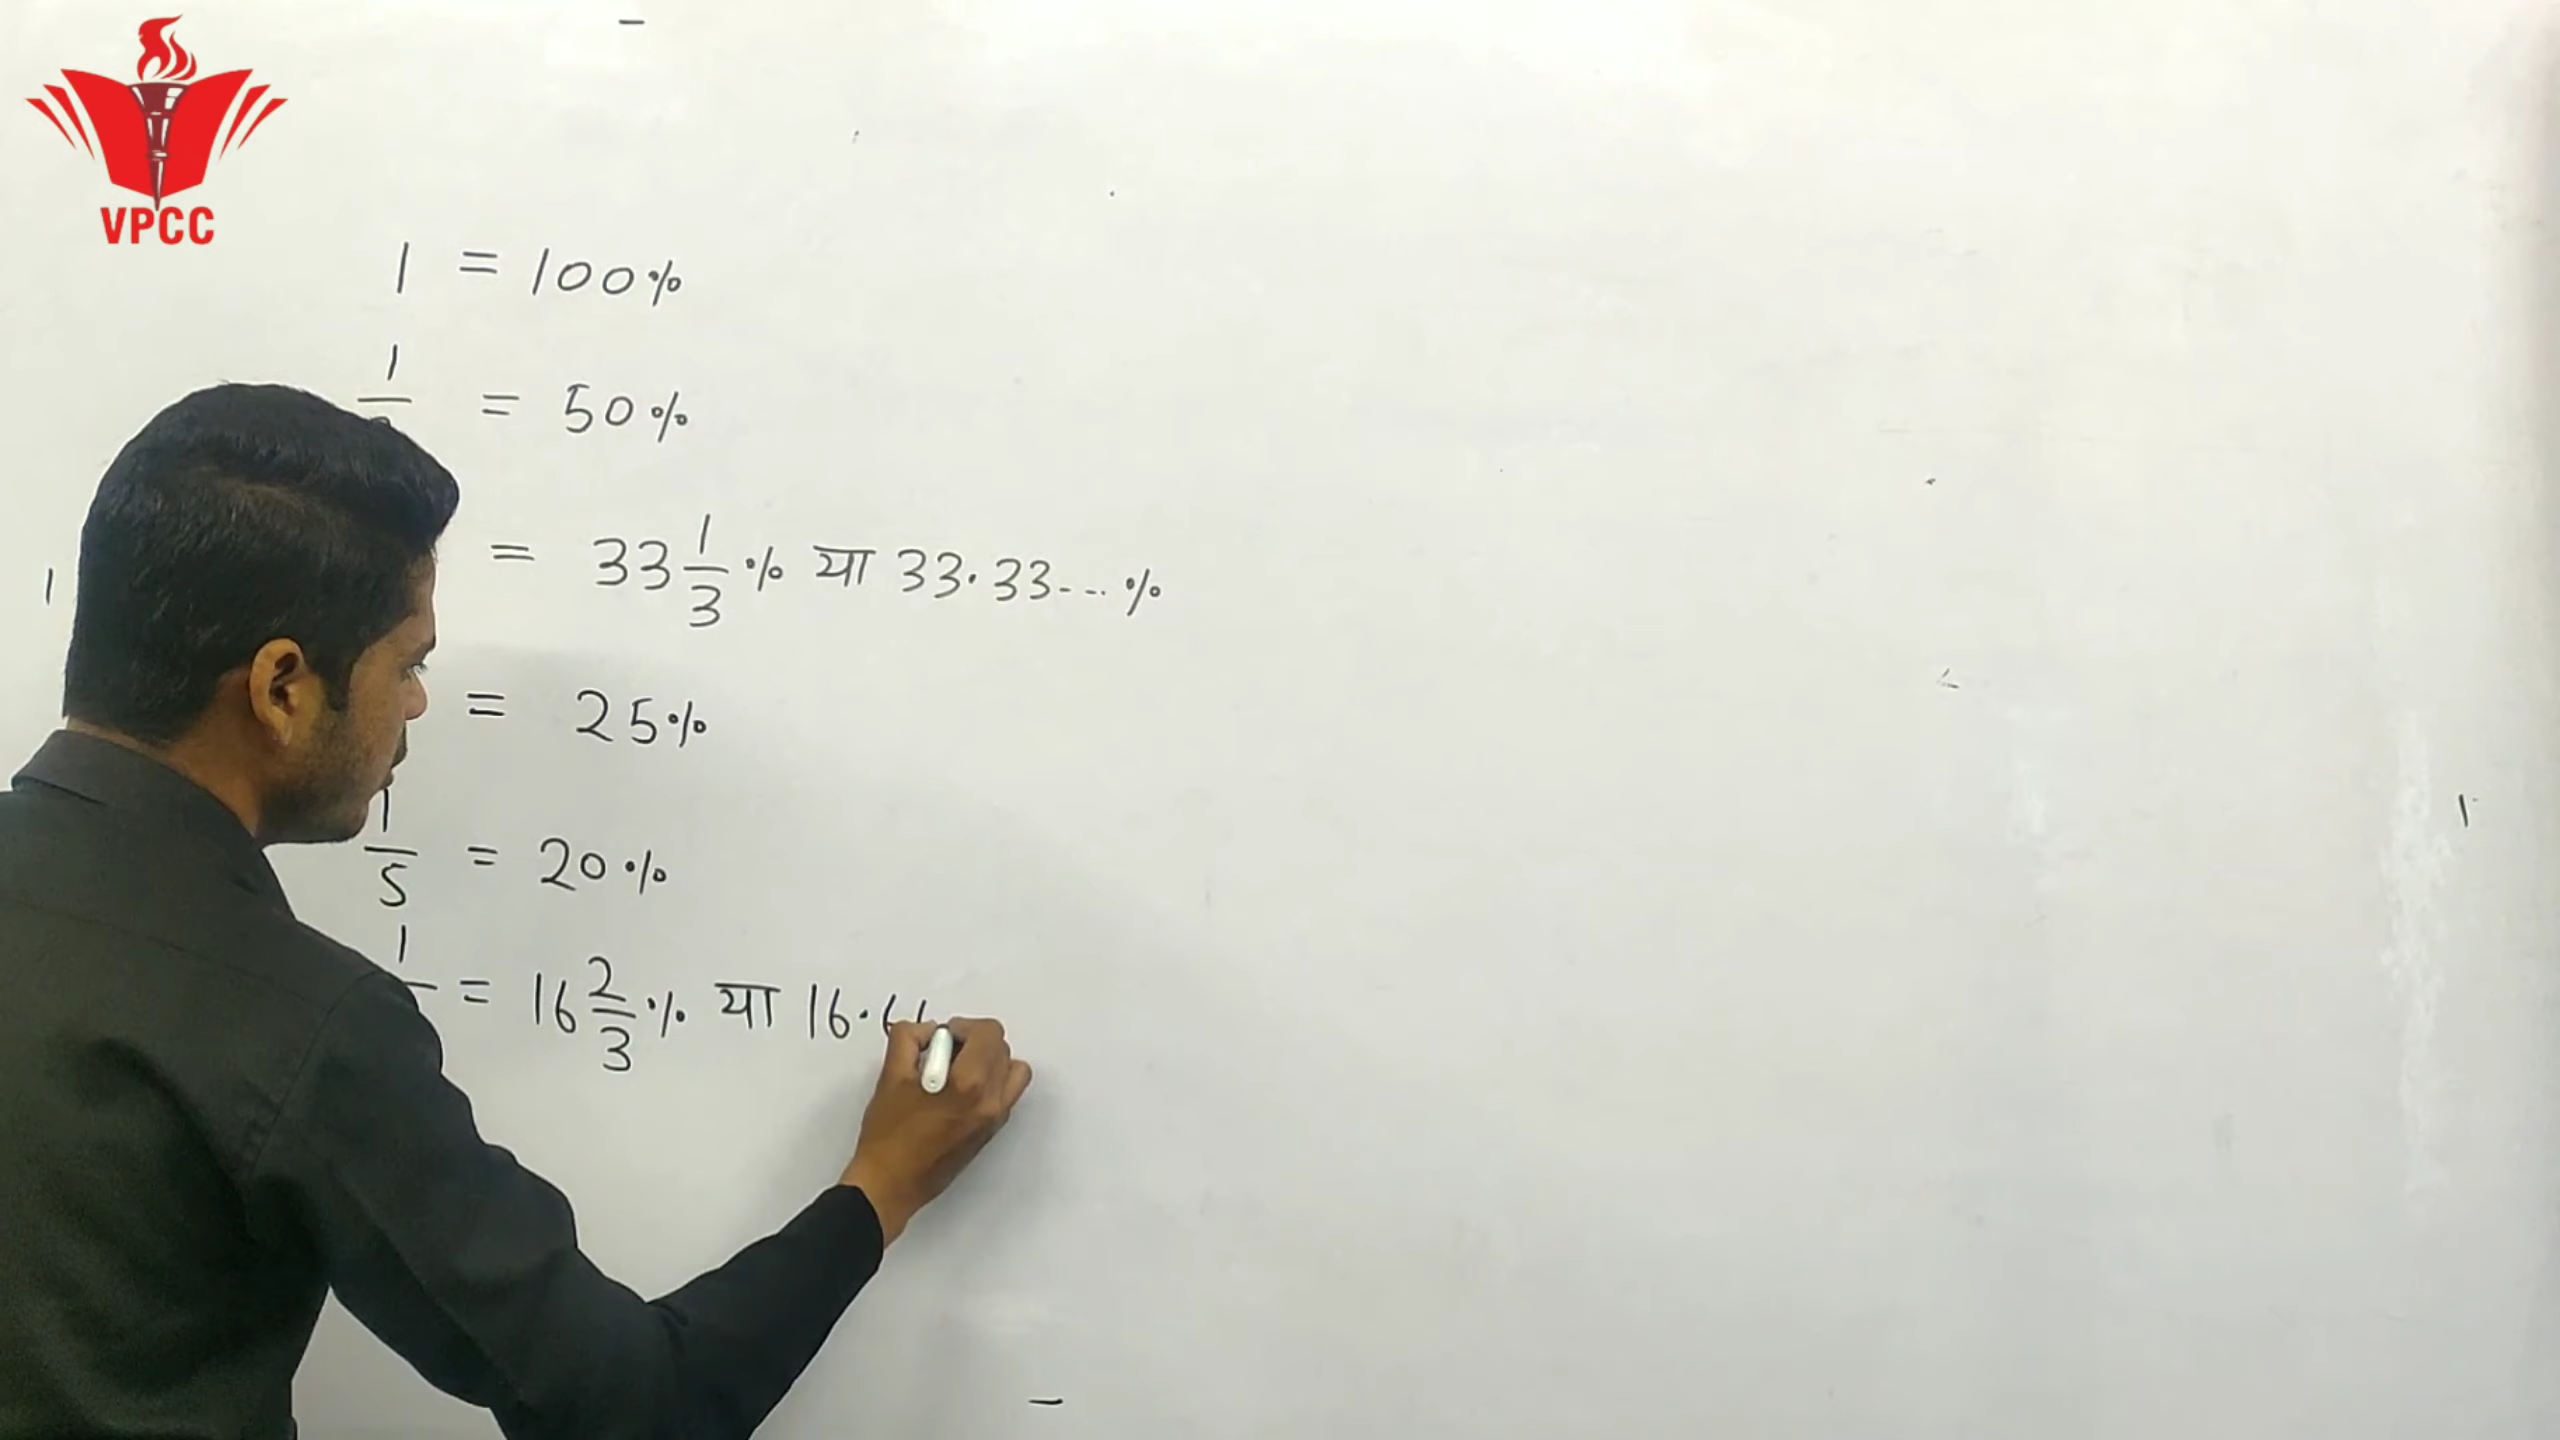 VPCC
1 = 100%
1/ = 50%
= 33 1/3 % या 33.33...%
= 25%
1/5 = 20%
1/ = 16 2/3 % या 16.66